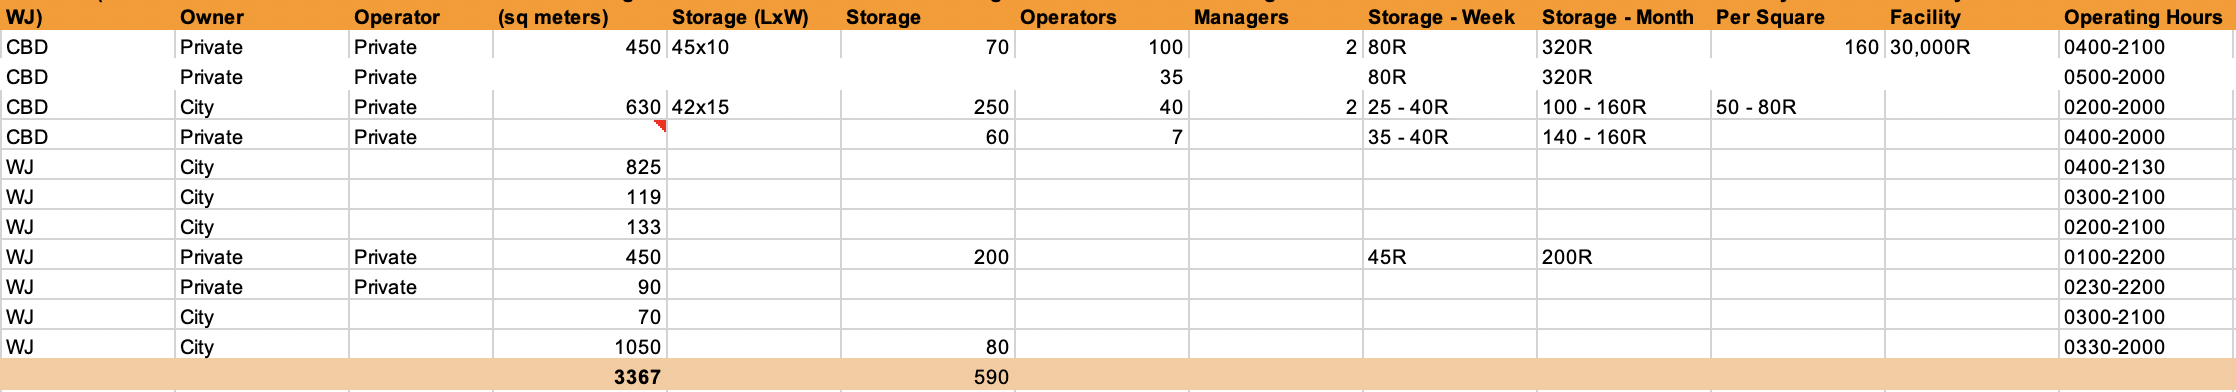 WJ) Owner Operator (sq meters) Storage (LxW) Storage Operators Managers Storage - Week Storage - Month Per Square Facility Operating Hours
CBD Private Private 450 45x10 70 100 2 80R 320R 160 30,000R 0400-2100
CBD Private Private 35 80R 320R 0500-2000
CBD City Private 630 42x15 250 40 2 25 - 40R 100 - 160R 50 - 80R 0200-2000
CBD Private Private 60 7 35 - 40R 140 - 160R 0400-2000
WJ City 825 0400-2130
WJ City 119 0300-2100
WJ City 133 0200-2100
WJ Private Private 450 200 45R 200R 0100-2200
WJ Private Private 90 0230-2200
WJ City 70 0300-2100
WJ City 1050 80 0330-2000
3367 590